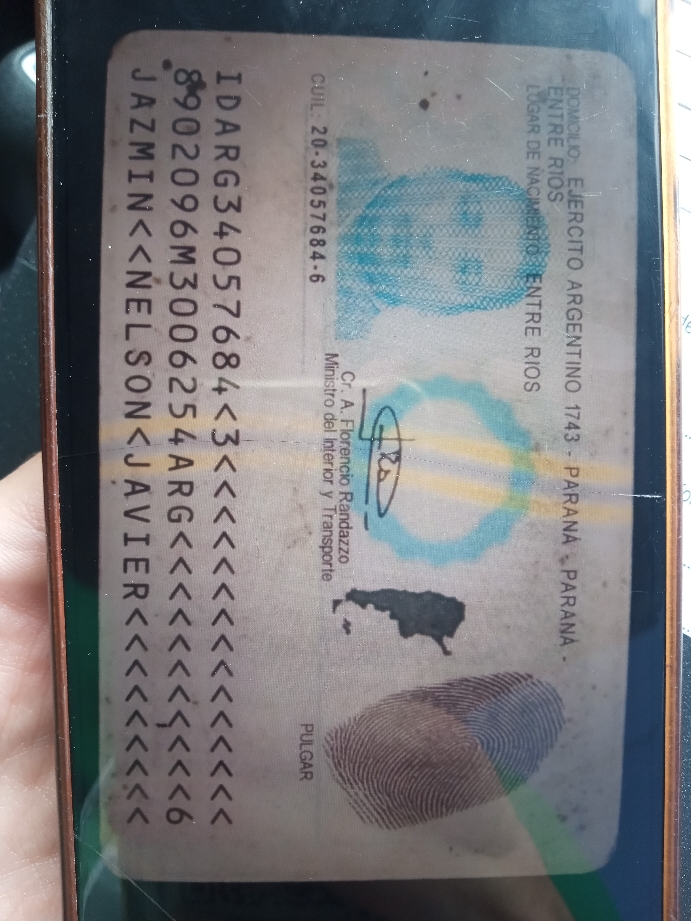 DOMICILIO: EJERCITO ARGENTINO 1743 - PARANÁ - PARANÁ -
ENTRE RIOS
LUGAR DE NACIMIENTO: ENTRE RIOS
CUIL: 20-34057684-6
Cr. A. Florencio Randazzo
Ministro del Interior y Transporte
PULGAR
IDARG34057684<3<<<<<<<<<<<<<<<
8902096M3006254ARG<<<<<<<<<<<6
JAZMIN<<NELSON<JAVIER<<<<<<<<<